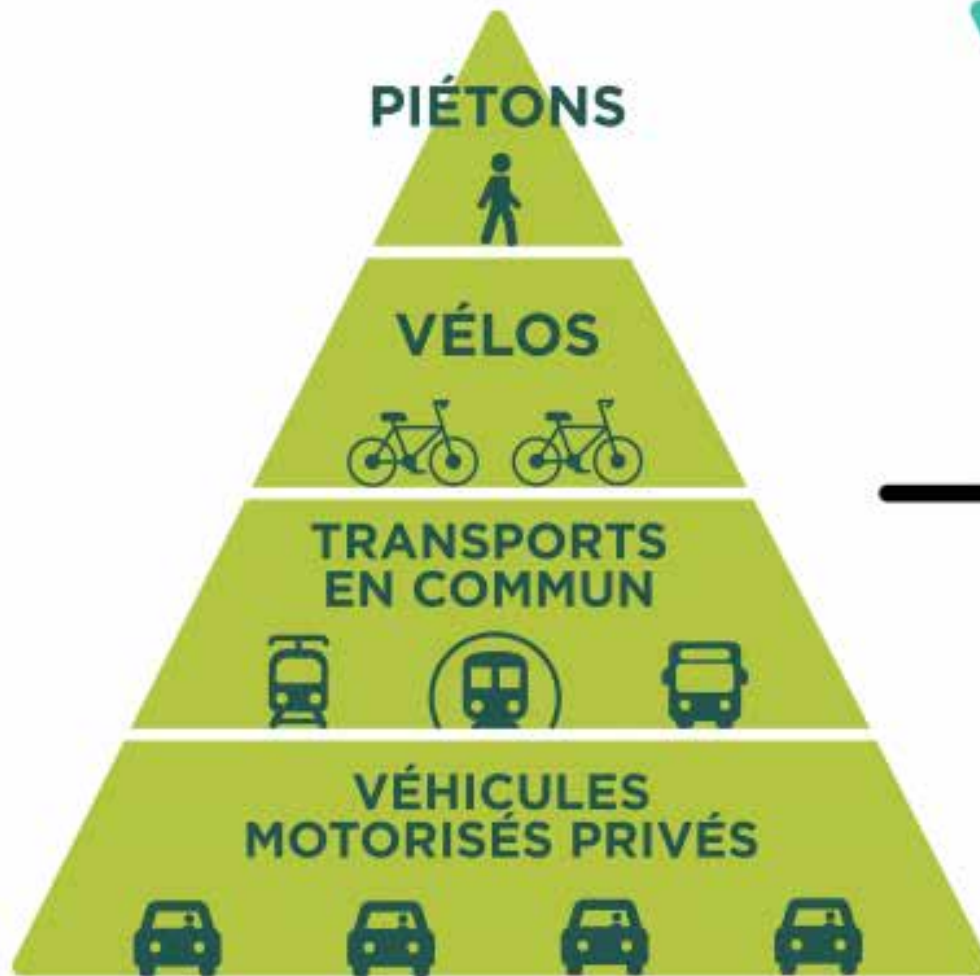 PIÉTONS
VÉLOS
TRANSPORTS
EN COMMUN
VÉHICULES
MOTORISÉS PRIVÉS